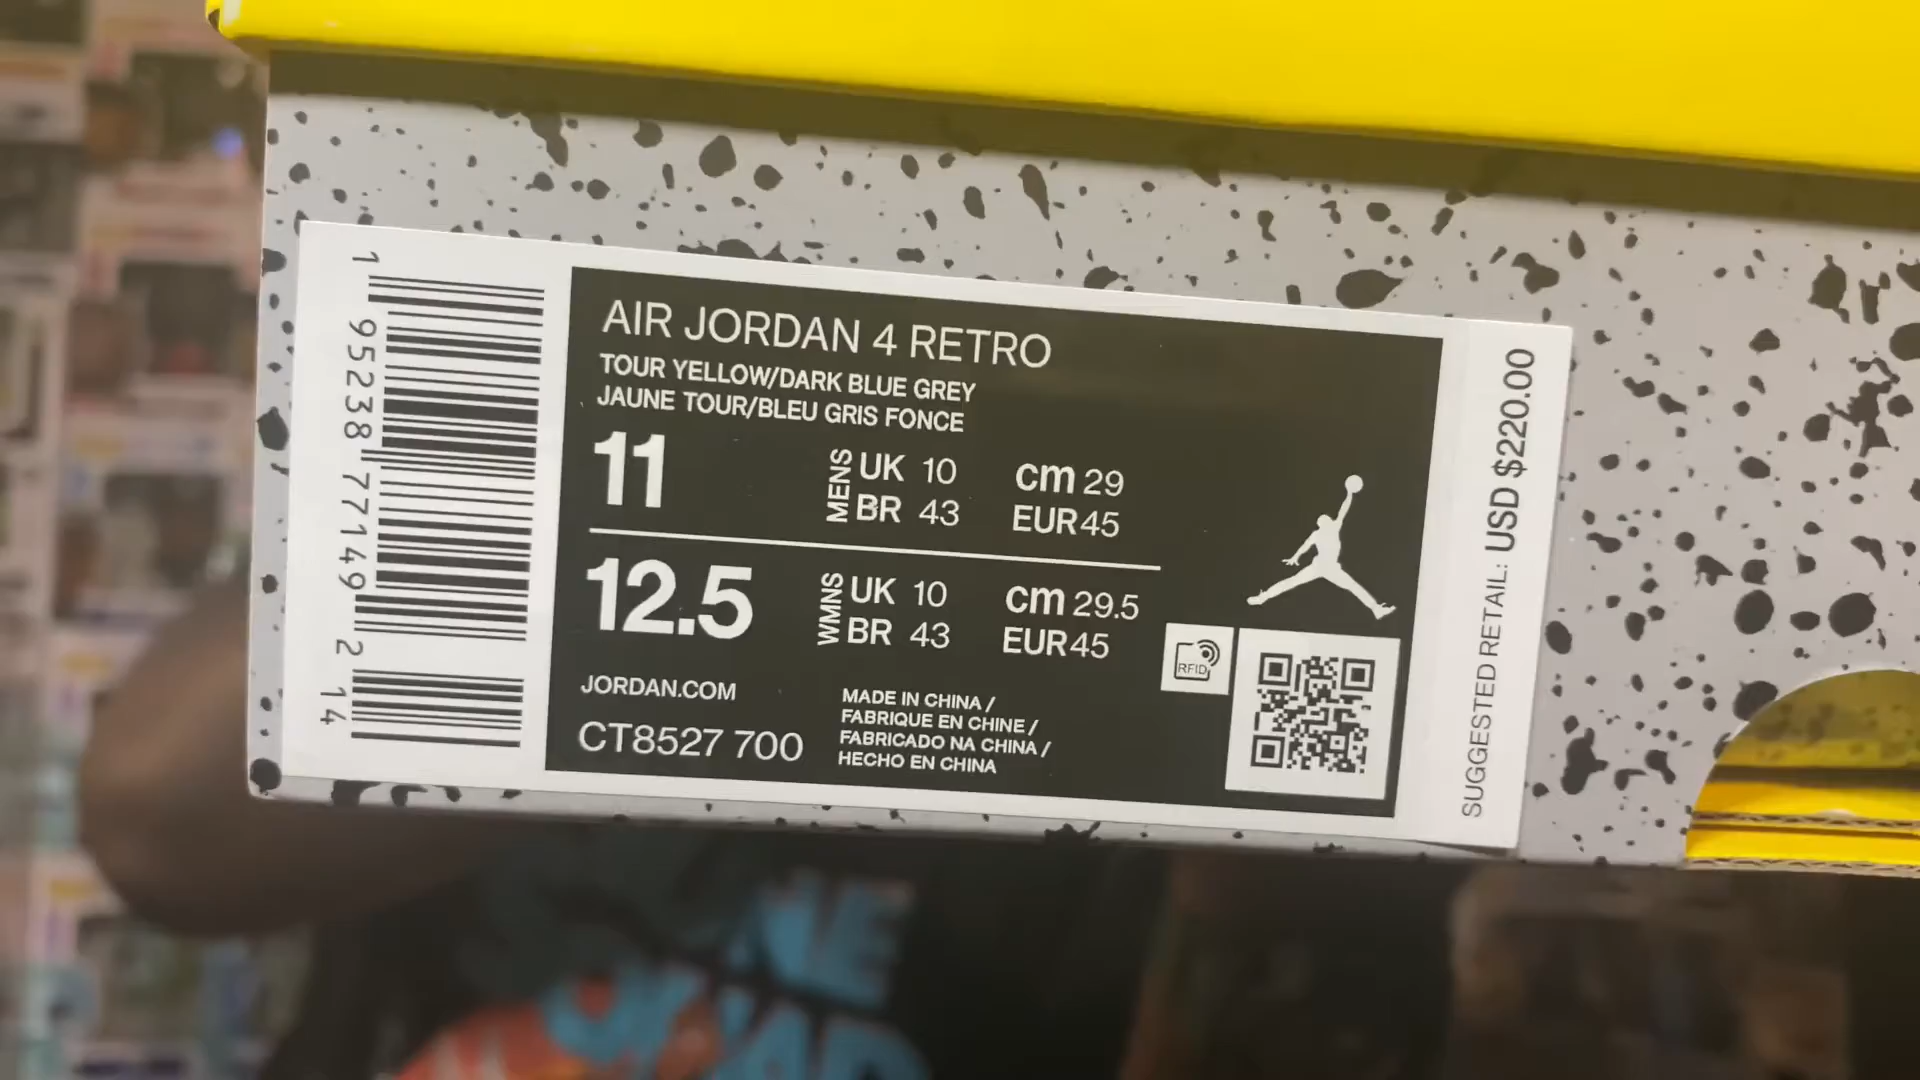 AIR JORDAN 4 RETRO
TOUR YELLOW/DARK BLUE GREY
JAUNE TOUR/BLEU GRIS FONCE
11 MENS UK 10 cm 29
BR 43 EUR 45
12.5 WMNS UK 10 cm 29.5
BR 43 EUR 45
JORDAN.COM
CT8527 700
MADE IN CHINA /
FABRIQUE EN CHINE /
FABRICADO NA CHINA /
HECHO EN CHINA
RFID
SUGGESTED RETAIL: USD $220.00
1 95238 77149 2 14